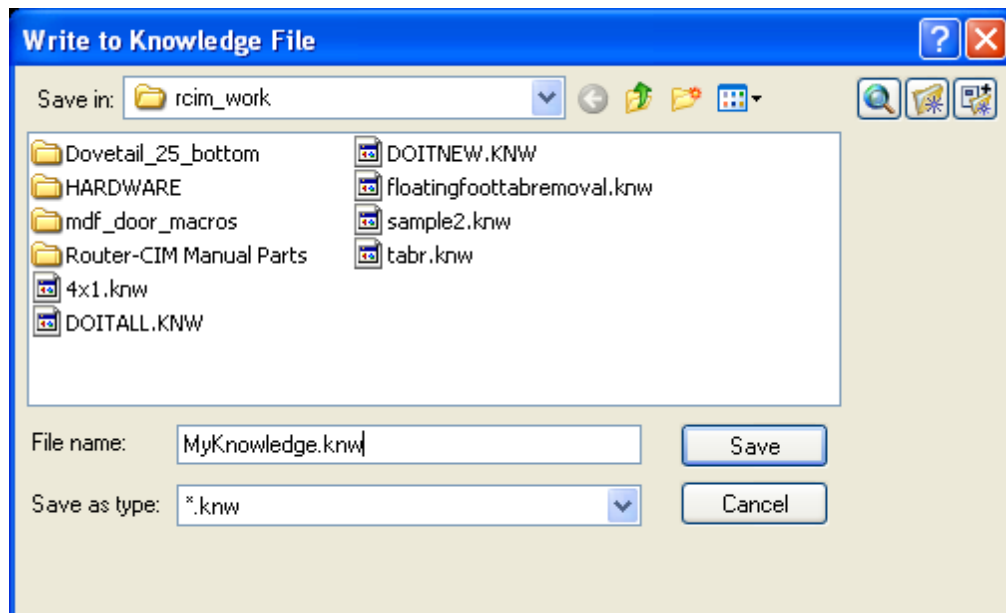 Write to Knowledge File
Save in: rcim_work
Dovetail_25_bottom
HARDWARE
mdf_door_macros
Router-CIM Manual Parts
4x1.knw
DOITALL.KNW
DOITNEW.KNW
floatingfoottabremoval.knw
sample2.knw
tabr.knw
File name: MyKnowledge.knw
Save
Save as type: *.knw
Cancel